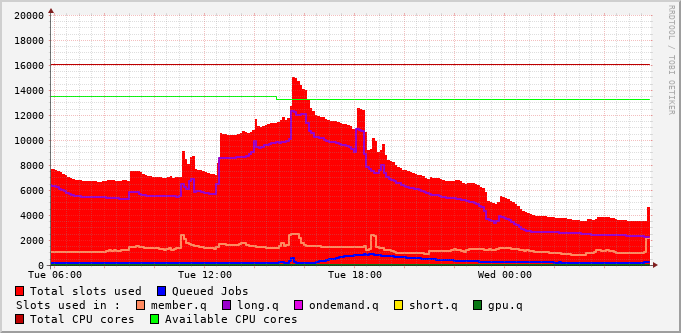 RRDTOOL / TOBI OETIKER
20000
18000
16000
14000
12000
10000
8000
6000
4000
2000
0
Tue 06:00 Tue 12:00 Tue 18:00 Wed 00:00
Total slots used Queued Jobs
Slots used in : member.q long.q ondemand.q short.q gpu.q
Total CPU cores Available CPU cores